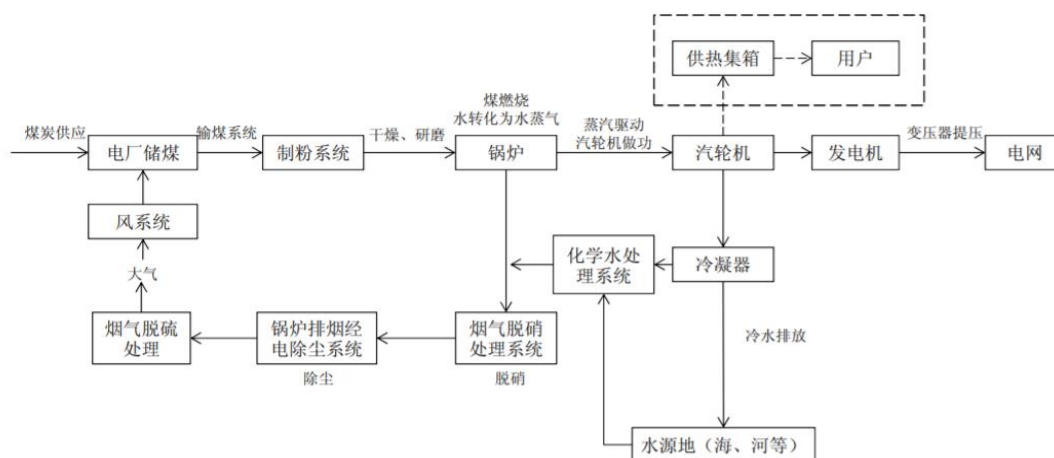 供热集箱
用户
煤炭供应
电厂储煤
输煤系统
制粉系统
干燥、研磨
煤燃烧
水转化为水蒸气
锅炉
蒸汽驱动
汽轮机做功
汽轮机
发电机
变压器提压
电网
风系统
大气
化学水处
理系统
冷凝器
烟气脱硫
处理
锅炉排烟经
电除尘系统
除尘
烟气脱硝
处理系统
脱硝
冷水排放
水源地（海、河等）